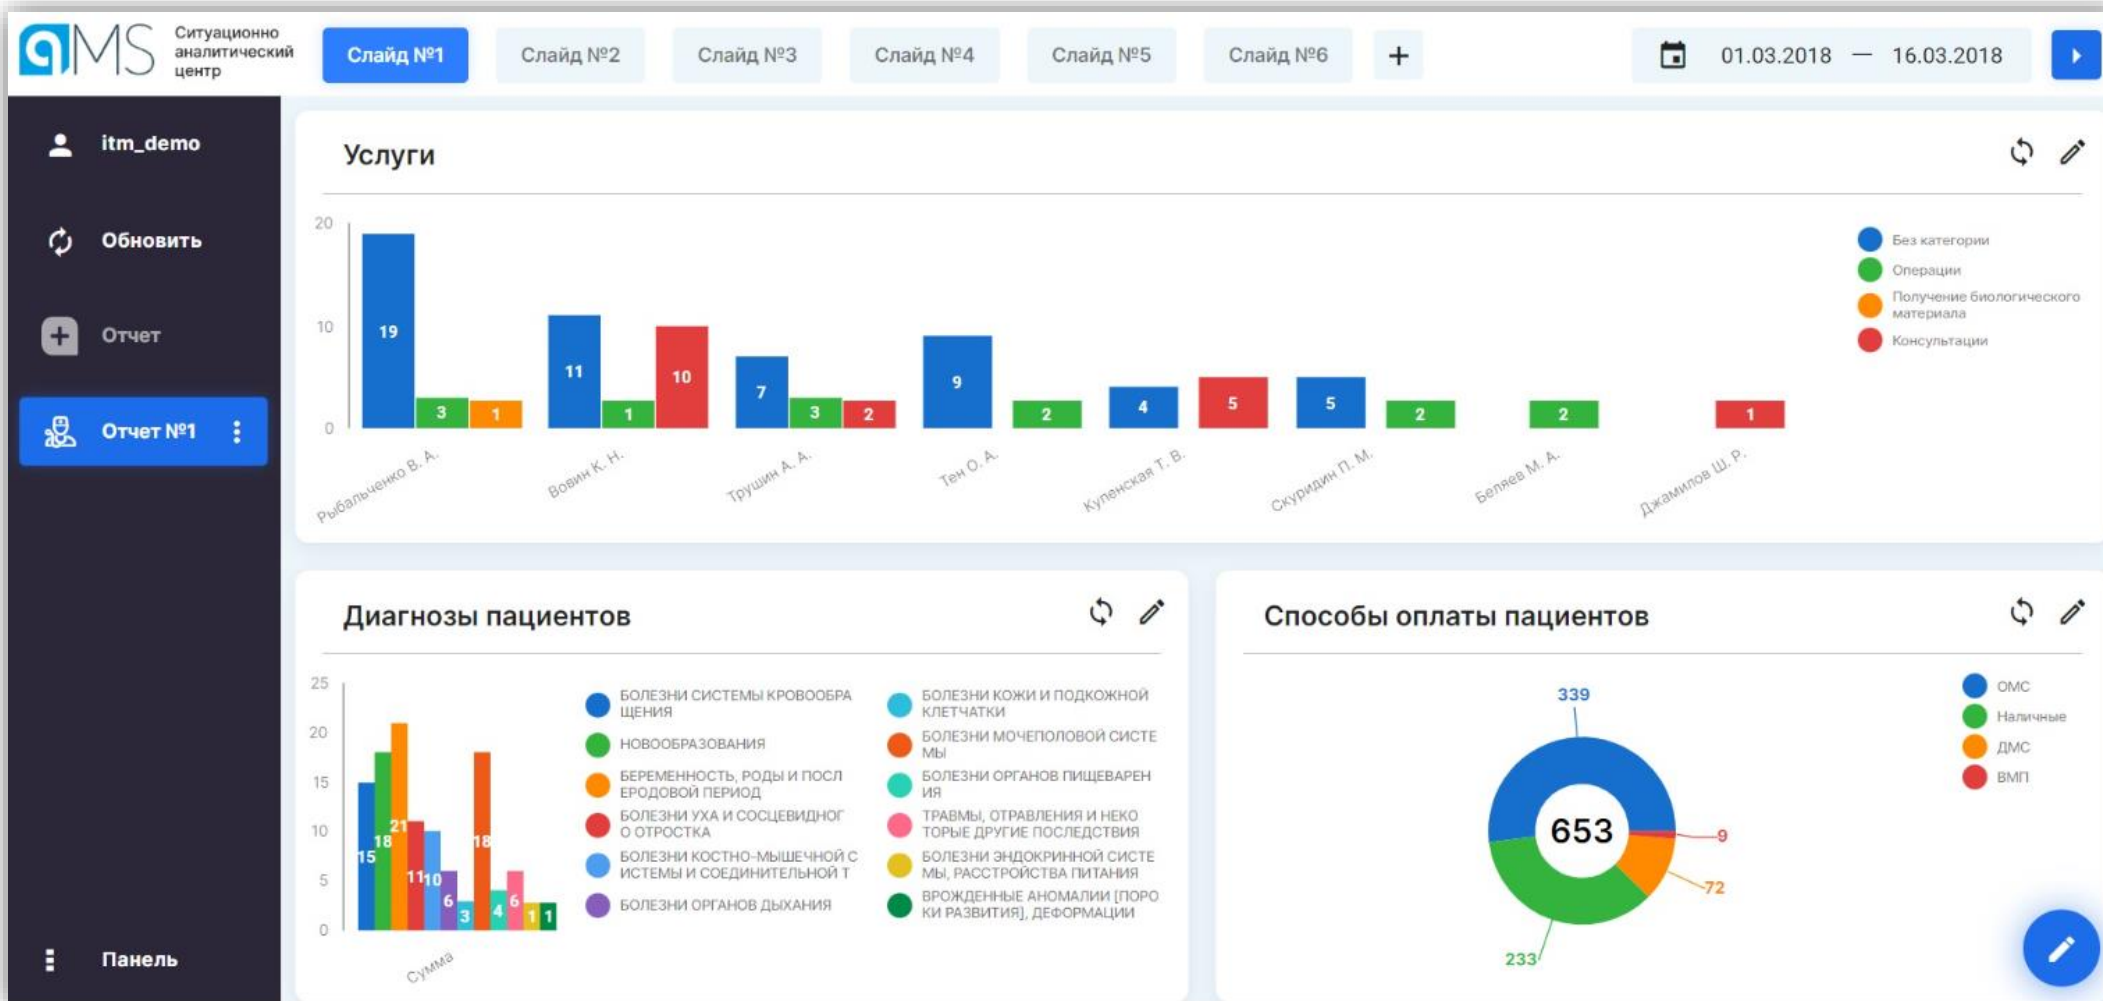 qMS
Ситуационно
аналитический
центр
Слайд №1
Слайд №2
Слайд №3
Слайд №4
Слайд №5
Слайд №6
+
01.03.2018 — 16.03.2018
itm_demo
Обновить
Отчет
Отчет №1
Панель
Услуги
20
10
0
19
3
1
11
1
10
7
3
2
9
2
4
5
5
2
2
1
Рыбальченко В. А.
Вовин К. Н.
Трушин А. А.
Тен О. А.
Купенская Т. В.
Скуридин П. М.
Беляев М. А.
Джамилов Ш. Р.
Без категории
Операции
Получение биологического
материала
Консультации
Диагнозы пациентов
25
20
15
10
5
0
15
18
21
11
10
6
3
18
4
6
1
1
Сумма
БОЛЕЗНИ СИСТЕМЫ КРОВООБРА
ЩЕНИЯ
НОВООБРАЗОВАНИЯ
БЕРЕМЕННОСТЬ, РОДЫ И ПОСЛ
ЕРОДОВОЙ ПЕРИОД
БОЛЕЗНИ УХА И СОСЦЕВИДНОГ
О ОТРОСТКА
БОЛЕЗНИ КОСТНО-МЫШЕЧНОЙ С
ИСТЕМЫ И СОЕДИНИТЕЛЬНОЙ Т
БОЛЕЗНИ ОРГАНОВ ДЫХАНИЯ
БОЛЕЗНИ КОЖИ И ПОДКОЖНОЙ
КЛЕТЧАТКИ
БОЛЕЗНИ МОЧЕПОЛОВОЙ СИСТЕ
МЫ
БОЛЕЗНИ ОРГАНОВ ПИЩЕВАРЕН
ИЯ
ТРАВМЫ, ОТРАВЛЕНИЯ И НЕКО
ТОРЫЕ ДРУГИЕ ПОСЛЕДСТВИЯ
БОЛЕЗНИ ЭНДОКРИННОЙ СИСТЕ
МЫ, РАССТРОЙСТВА ПИТАНИЯ
ВРОЖДЕННЫЕ АНОМАЛИИ [ПОРО
КИ РАЗВИТИЯ], ДЕФОРМАЦИИ
Способы оплаты пациентов
339
653
9
72
233
ОМС
Наличные
ДМС
ВМП